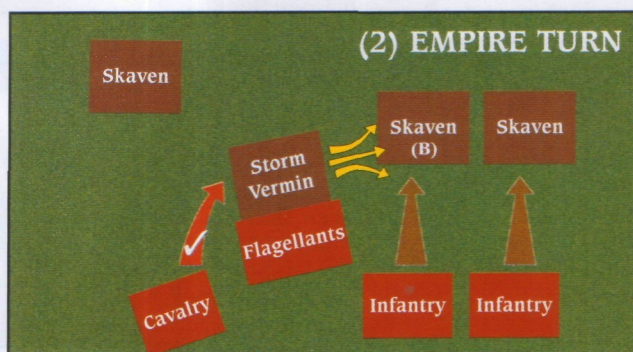 (2) EMPIRE TURN
Skaven
Skaven
(B)
Skaven
Storm
Vermin
Flagellants
Cavalry
Infantry
Infantry